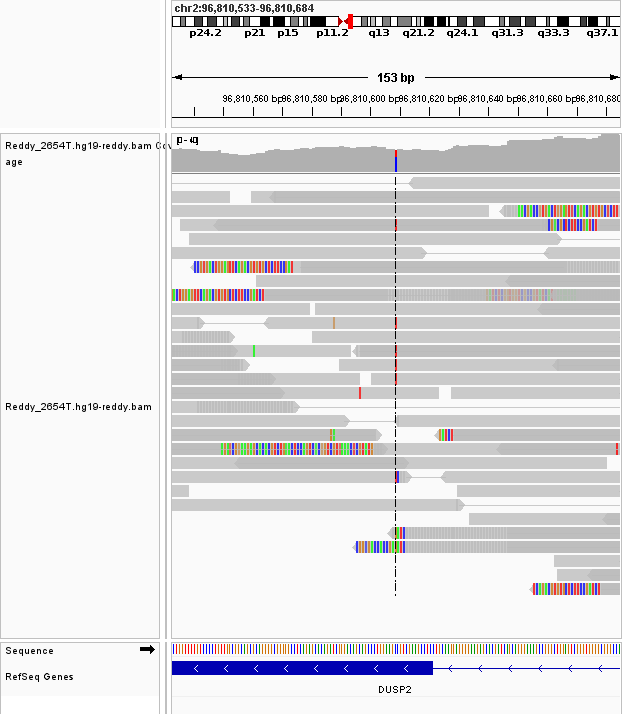 chr2:96,810,533-96,810,684
p24.2 p21 p15 p11.2 q13 q21.2 q24.1 q31.3 q33.3 q37.1
153 bp
96,810,560 bp 96,810,580 bp 96,810,600 bp 96,810,620 bp 96,810,640 bp 96,810,660 bp 96,810,680
Reddy_2654T.hg19-reddy.bam Cov
age
Reddy_2654T.hg19-reddy.bam
Sequence
RefSeq Genes
DUSP2